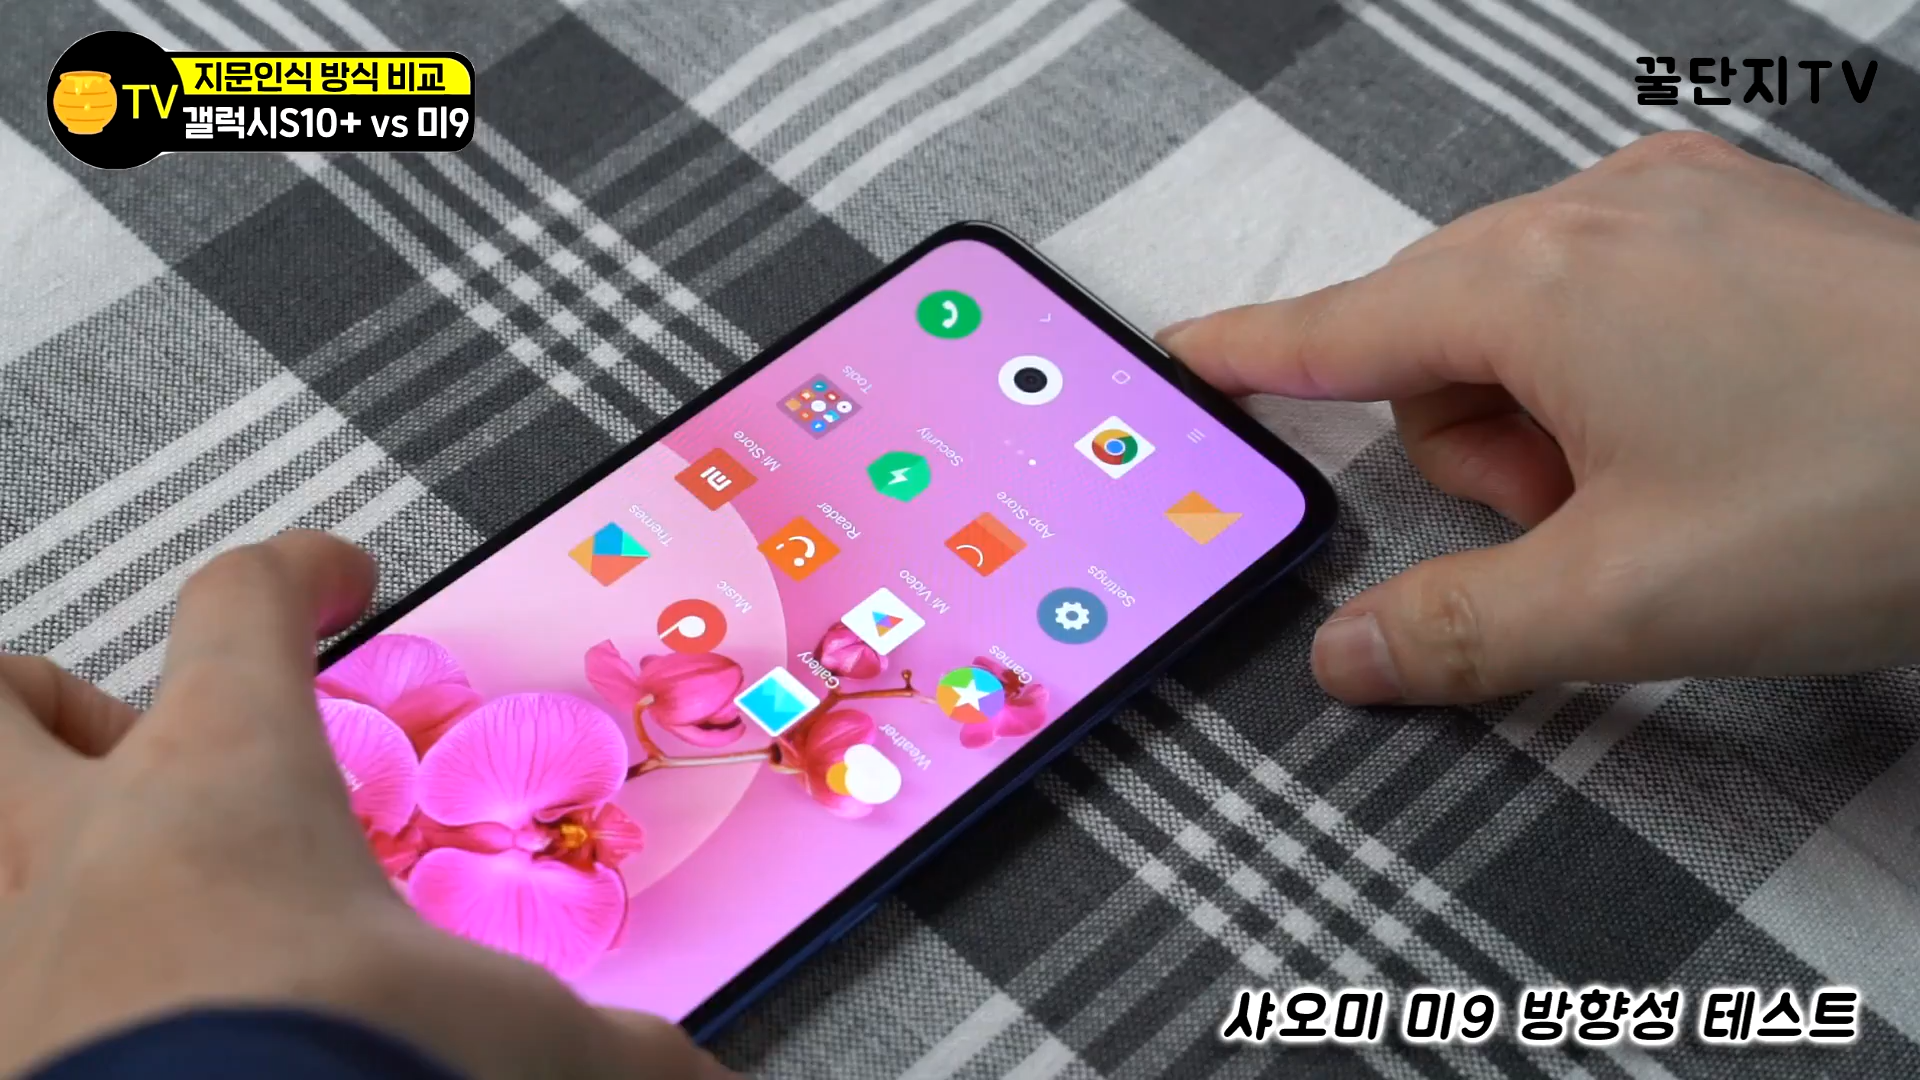 TV
지문인식 방식 비교
갤럭시S10+ vs 미9
꿀단지TV
Tools
Mi Store
Security
Themes
Reader
App Store
Music
Mi Video
Settings
Gallery
Games
Weather
샤오미 미9 방향성 테스트